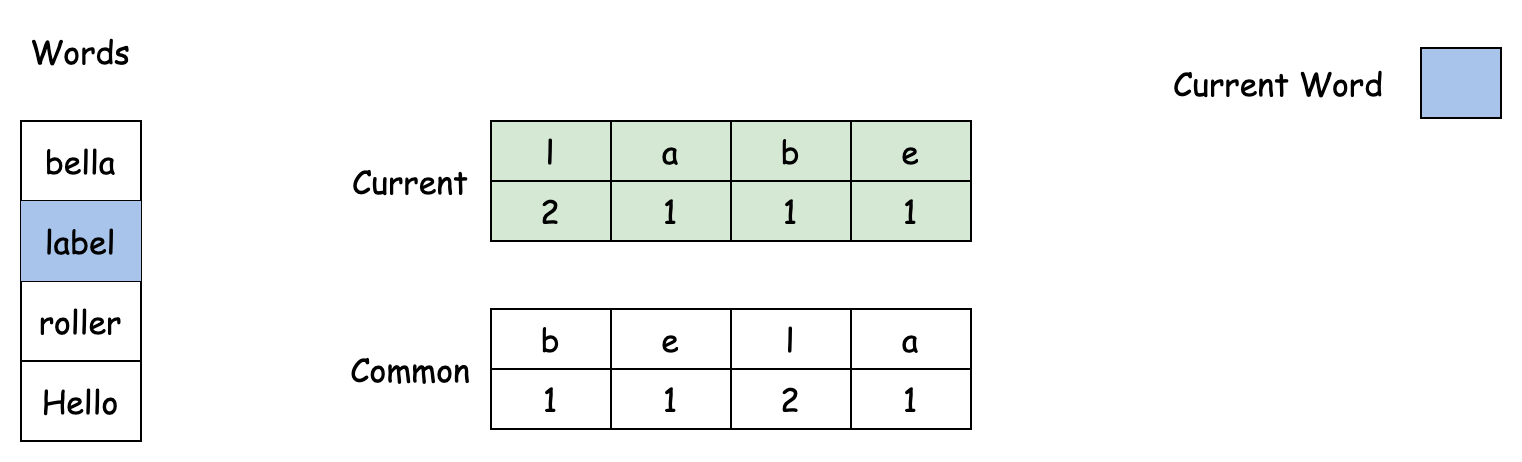 Words
Current Word
bella
label
roller
Hello
Current
l a b e
2 1 1 1
Common
b e l a
1 1 2 1